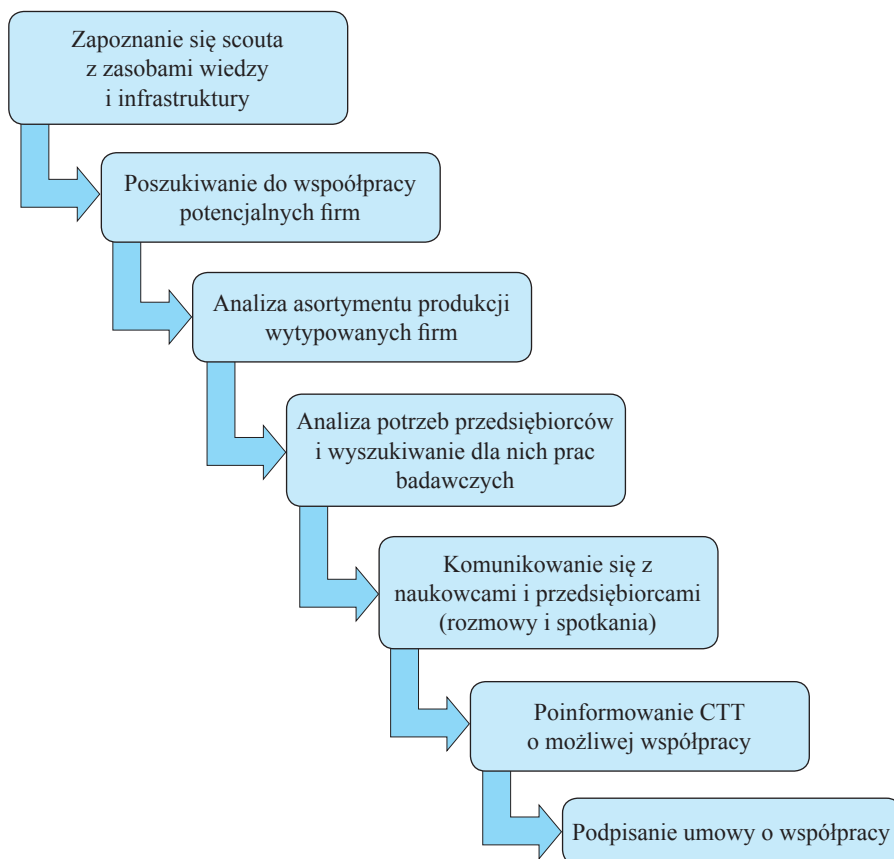 Zapoznanie się scouta
z zasobami wiedzy
i infrastruktury
Poszukiwanie do wspoółpracy
potencjalnych firm
Analiza asortymentu produkcji
wytypowanych firm
Analiza potrzeb przedsiębiorców
i wyszukiwanie dla nich prac
badawczych
Komunikowanie się z
naukowcami i przedsiębiorcami
(rozmowy i spotkania)
Poinformowanie CTT
o możliwej współpracy
Podpisanie umowy o współpracy